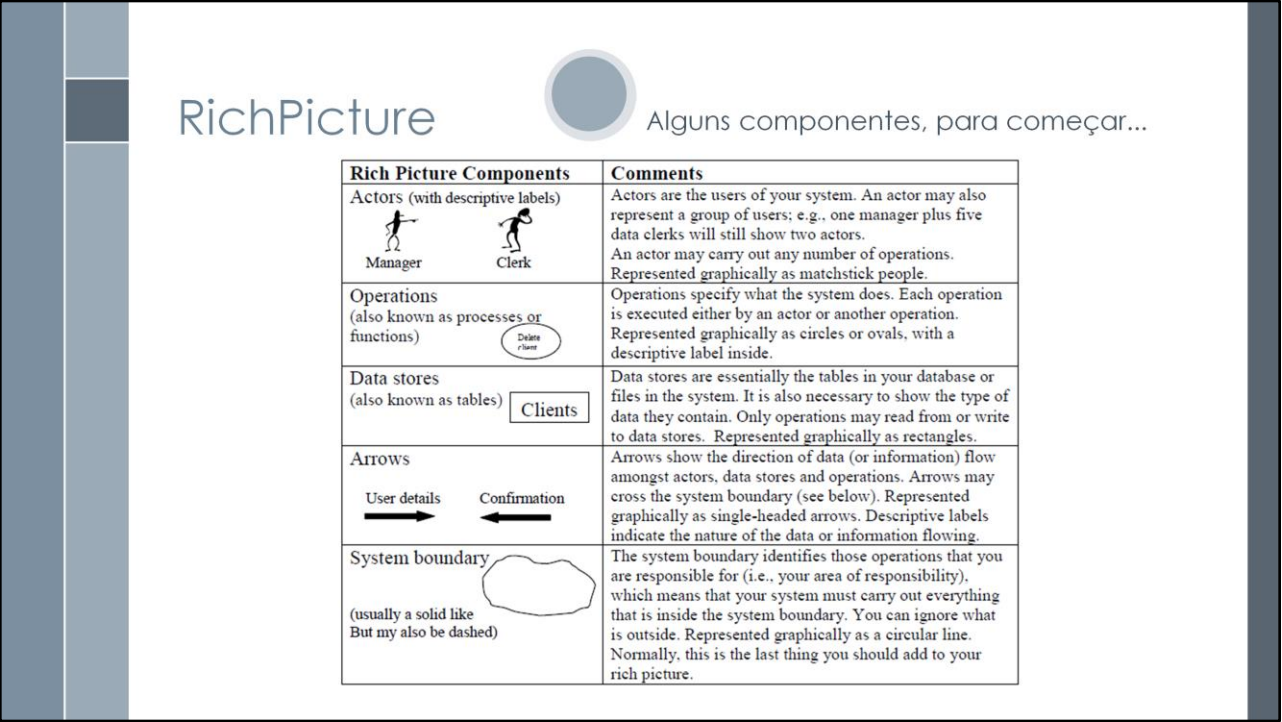 RichPicture
Alguns componentes, para começar...
Rich Picture Components
Comments
Actors (with descriptive labels)
Manager
Clerk
Actors are the users of your system. An actor may also
represent a group of users; e.g., one manager plus five
data clerks will still show two actors.
An actor may carry out any number of operations.
Represented graphically as matchstick people.
Operations
(also known as processes or
functions)
Delete
client
Operations specify what the system does. Each operation
is executed either by an actor or another operation.
Represented graphically as circles or ovals, with a
descriptive label inside.
Data stores
(also known as tables)
Clients
Data stores are essentially the tables in your database or
files in the system. It is also necessary to show the type of
data they contain. Only operations may read from or write
to data stores. Represented graphically as rectangles.
Arrows
User details
Confirmation
Arrows show the direction of data (or information) flow
amongst actors, data stores and operations. Arrows may
cross the system boundary (see below). Represented
graphically as single-headed arrows. Descriptive labels
indicate the nature of the data or information flowing.
System boundary
(usually a solid like
But my also be dashed)
The system boundary identifies those operations that you
are responsible for (i.e., your area of responsibility),
which means that your system must carry out everything
that is inside the system boundary. You can ignore what
is outside. Represented graphically as a circular line.
Normally, this is the last thing you should add to your
rich picture.